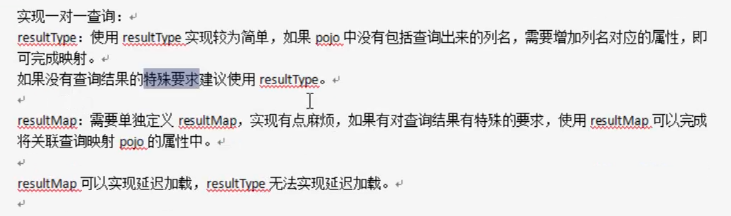 实现一对一查询：
resultType：使用 resultType 实现较为简单，如果 pojo 中没有包括查询出来的列名，需要增加列名对应的属性，即
可完成映射。
如果没有查询结果的特殊要求建议使用 resultType。
resultMap：需要单独定义 resultMap，实现有点麻烦，如果有对查询结果有特殊的要求，使用 resultMap 可以完成
将关联查询映射 pojo 的属性中。
resultMap 可以实现延迟加载，resultType 无法实现延迟加载。